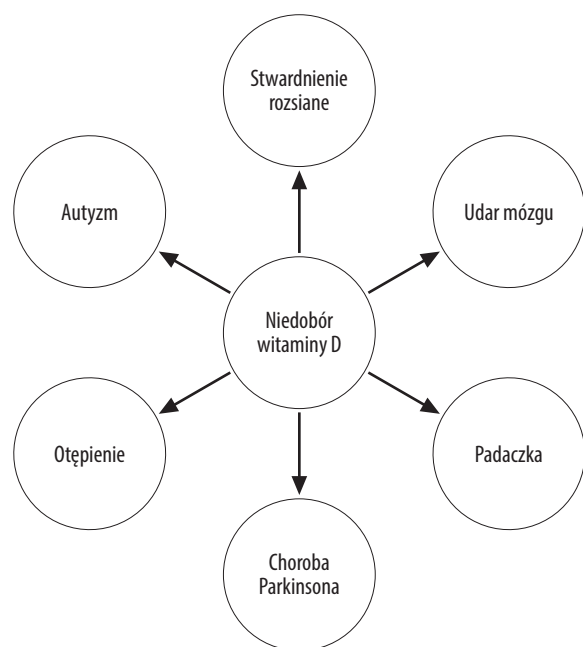 Stwardnienie
rozsiane
Autyzm
Udar mózgu
Niedobór
witaminy D
Otępienie
Padaczka
Choroba
Parkinsona